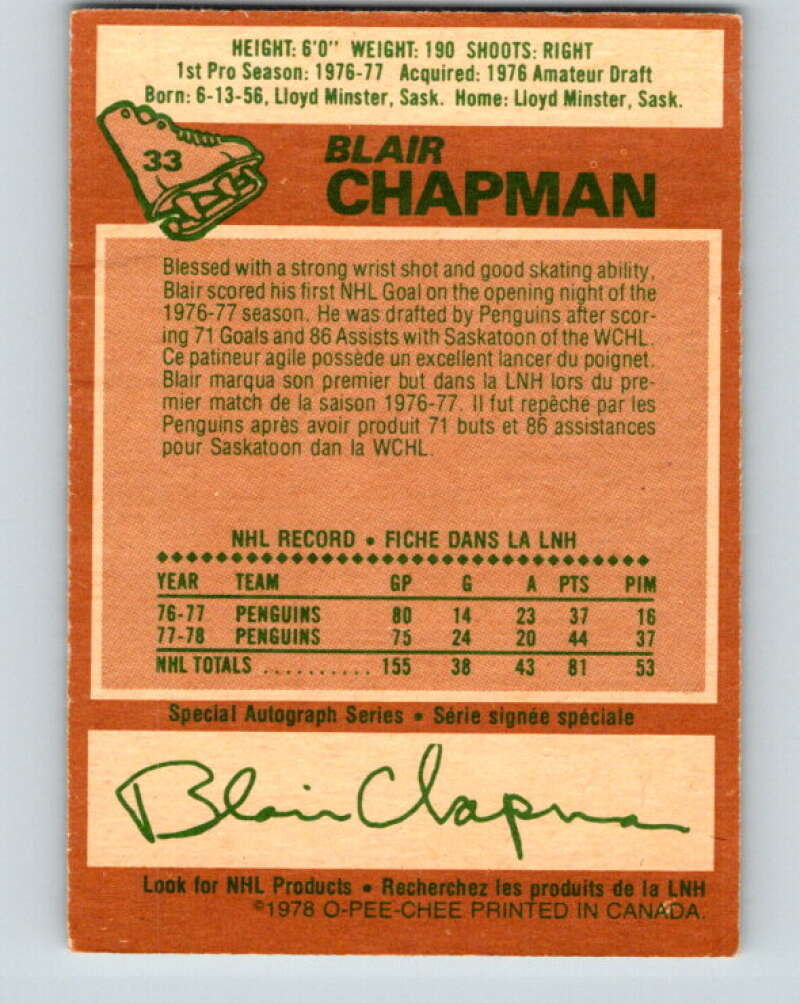 HEIGHT: 6'0" WEIGHT: 190 SHOOTS: RIGHT
1st Pro Season: 1976-77 Acquired: 1976 Amateur Draft
Born: 6-13-56, Lloyd Minster, Sask. Home: Lloyd Minster, Sask.
33
BLAIR
CHAPMAN
Blessed with a strong wrist shot and good skating ability,
Blair scored his first NHL Goal on the opening night of the
1976-77 season. He was drafted by Penguins after scor-
ing 71 Goals and 86 Assists with Saskatoon of the WCHL.
Ce patineur agile possède un excellent lancer du poignet.
Blair marqua son premier but dans la LNH lors du pre-
mier match de la saison 1976-77. Il fut repêche par les
Penguins après avoir produit 71 buts et 86 assistances
pour Saskatoon dan la WCHL.
NHL RECORD • FICHE DANS LA LNH
YEAR TEAM GP G A PTS PIM
76-77 PENGUINS 80 14 23 37 16
77-78 PENGUINS 75 24 20 44 37
NHL TOTALS .......... 155 38 43 81 53
Special Autograph Series • Série signée spéciale
Blair Chapman
Look for NHL Products • Recherchez les produits de la LNH
©1978 O-PEE-CHEE PRINTED IN CANADA.